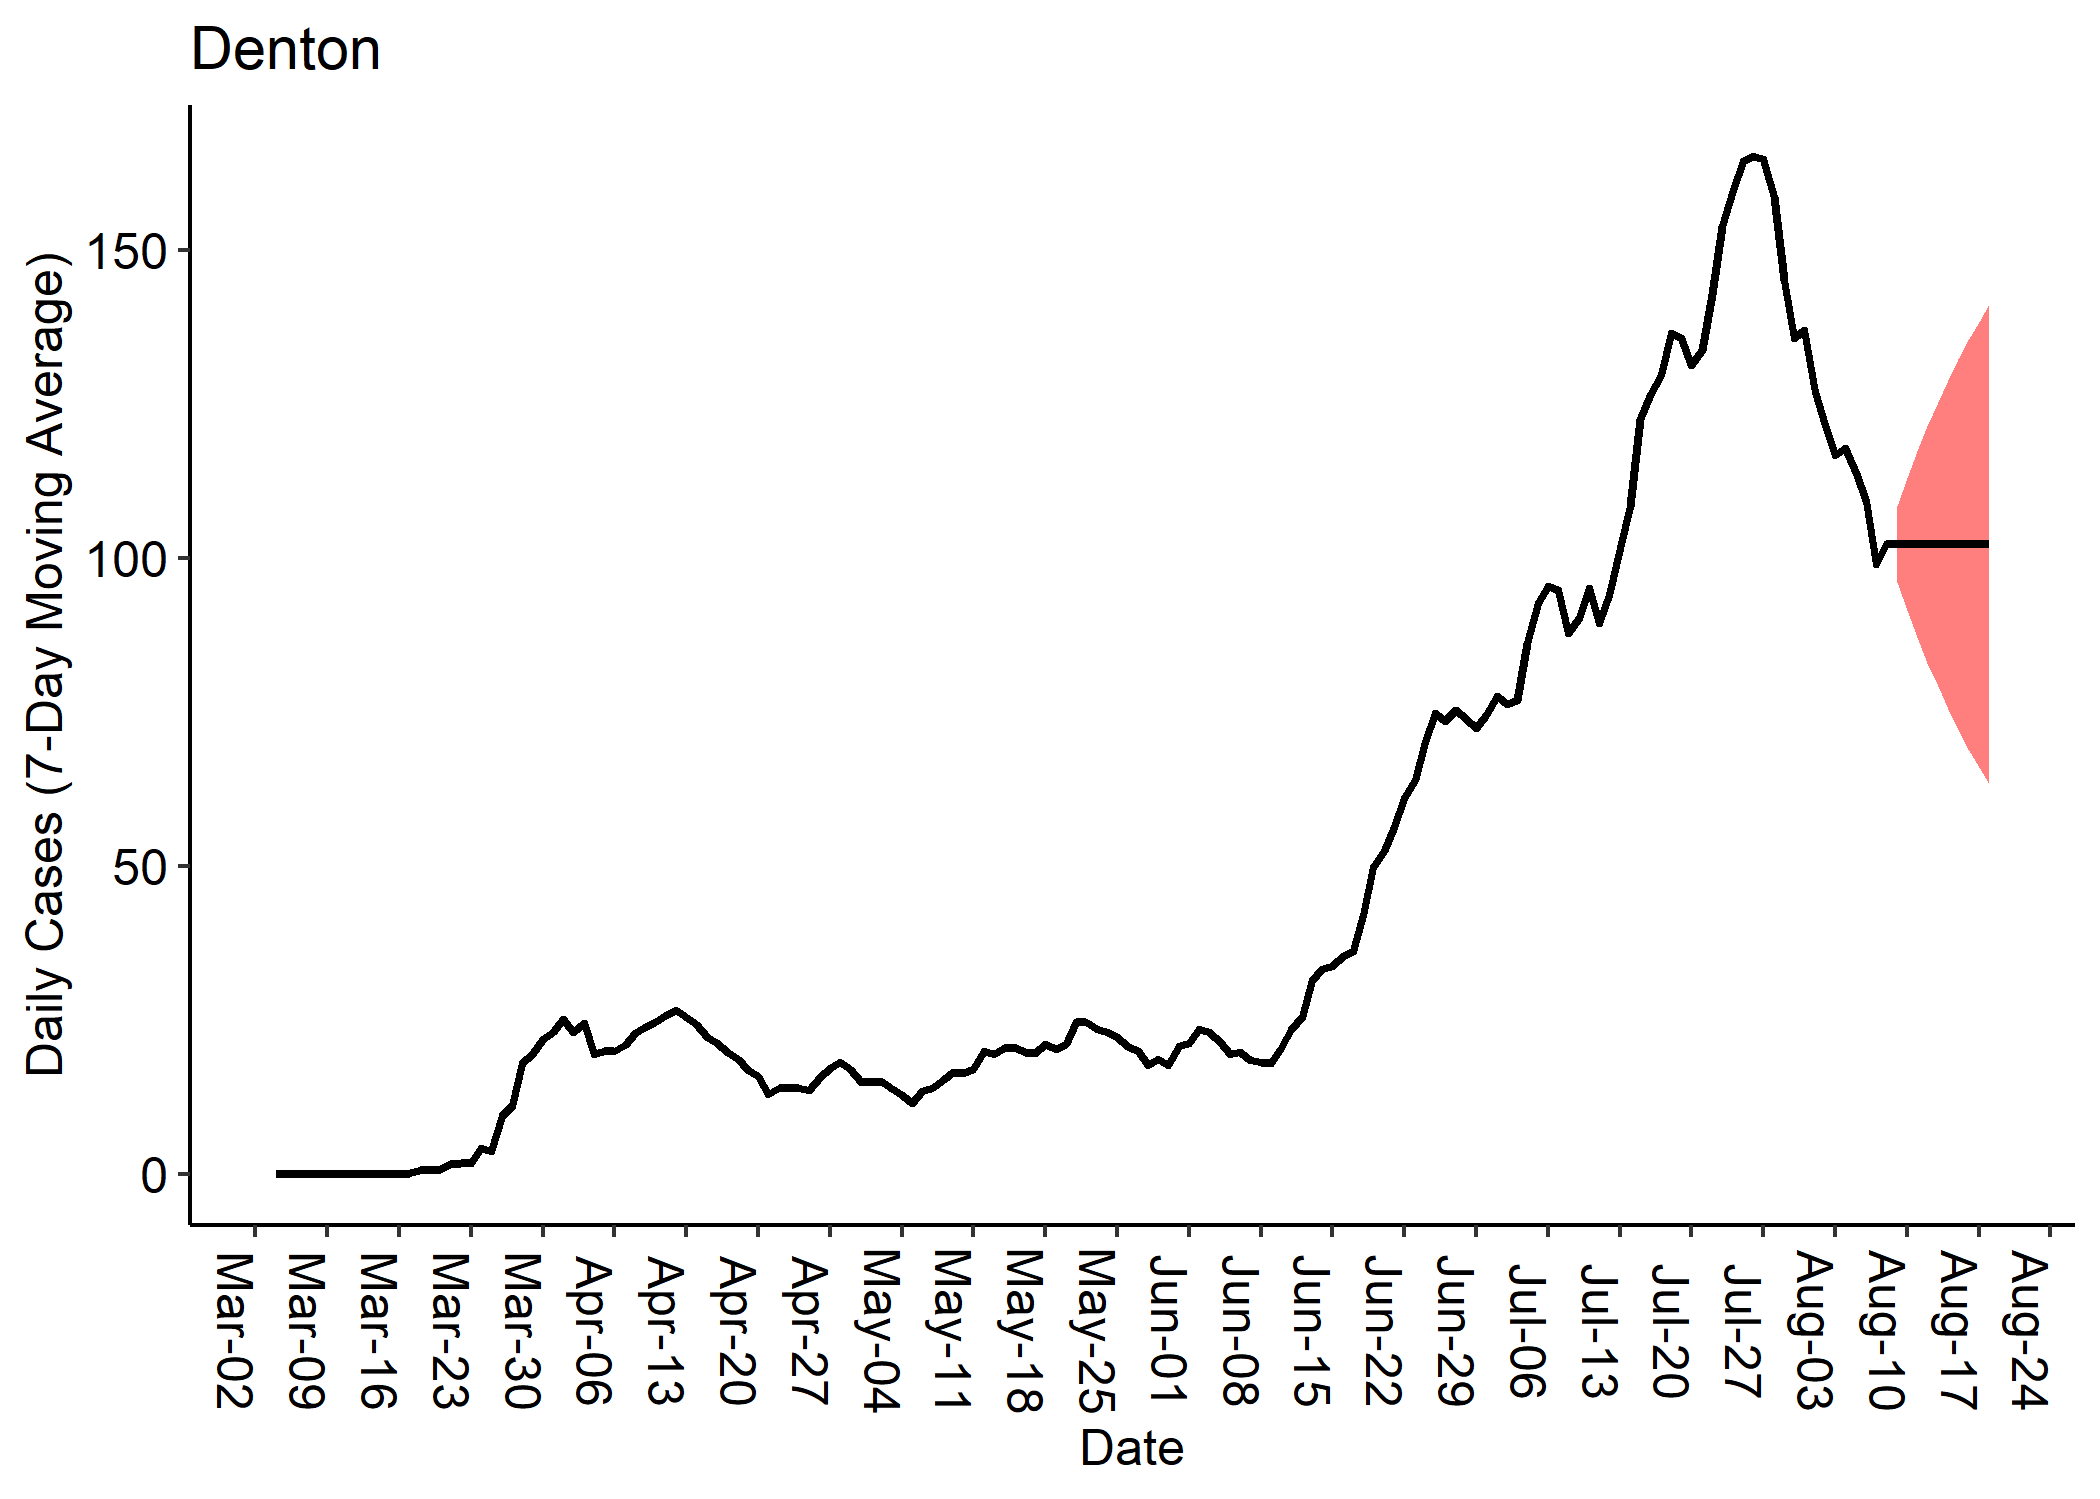 Denton
Daily Cases (7-Day Moving Average)
150
100
50
0
Mar-02
Mar-09
Mar-16
Mar-23
Mar-30
Apr-06
Apr-13
Apr-20
Apr-27
May-04
May-11
May-18
May-25
Jun-01
Jun-08
Jun-15
Jun-22
Jun-29
Jul-06
Jul-13
Jul-20
Jul-27
Aug-03
Aug-10
Aug-17
Aug-24
Date